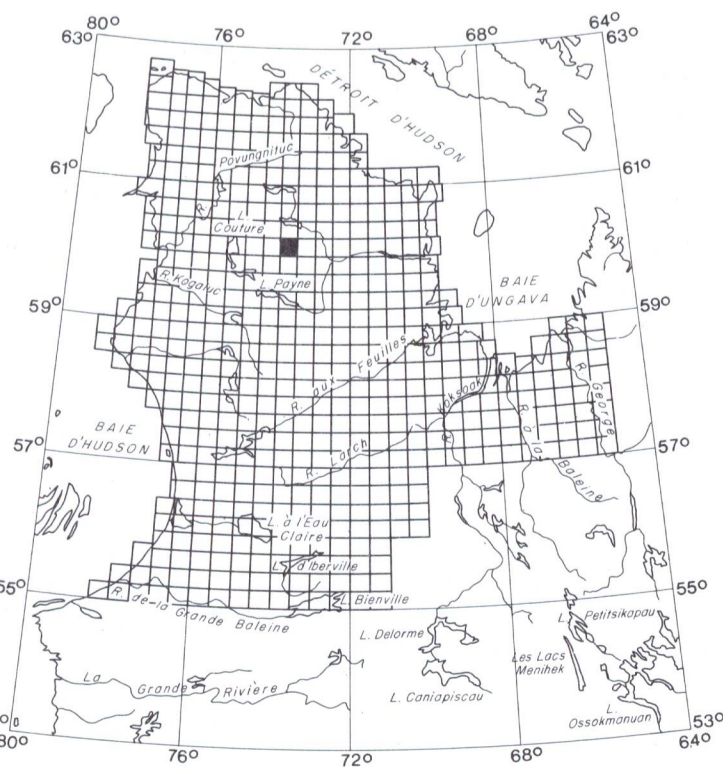 80° 76° 72° 68° 64°
63° 63°
DÉTROIT D'HUDSON
Povungnituc
R.
61° 61°
L. Couture
R. Kogaluc
L. Payne
BAIE
D'UNGAVA
59° 59°
R. aux Feuilles
Koksoak
R.
R. à la Baleine
R. George
BAIE
D'HUDSON
57° 57°
R. Larch
L. à l'Eau
Claire
L. d'Iberville
55° 55°
R. de-la Grande Baleine
L. Bienville
L. Petitsikapau
L. Delorme
Les Lacs
Menihek
La Grande Rivière
L. Caniapiscau
L.
Ossokmanuan
53°
80° 76° 72° 68° 64°